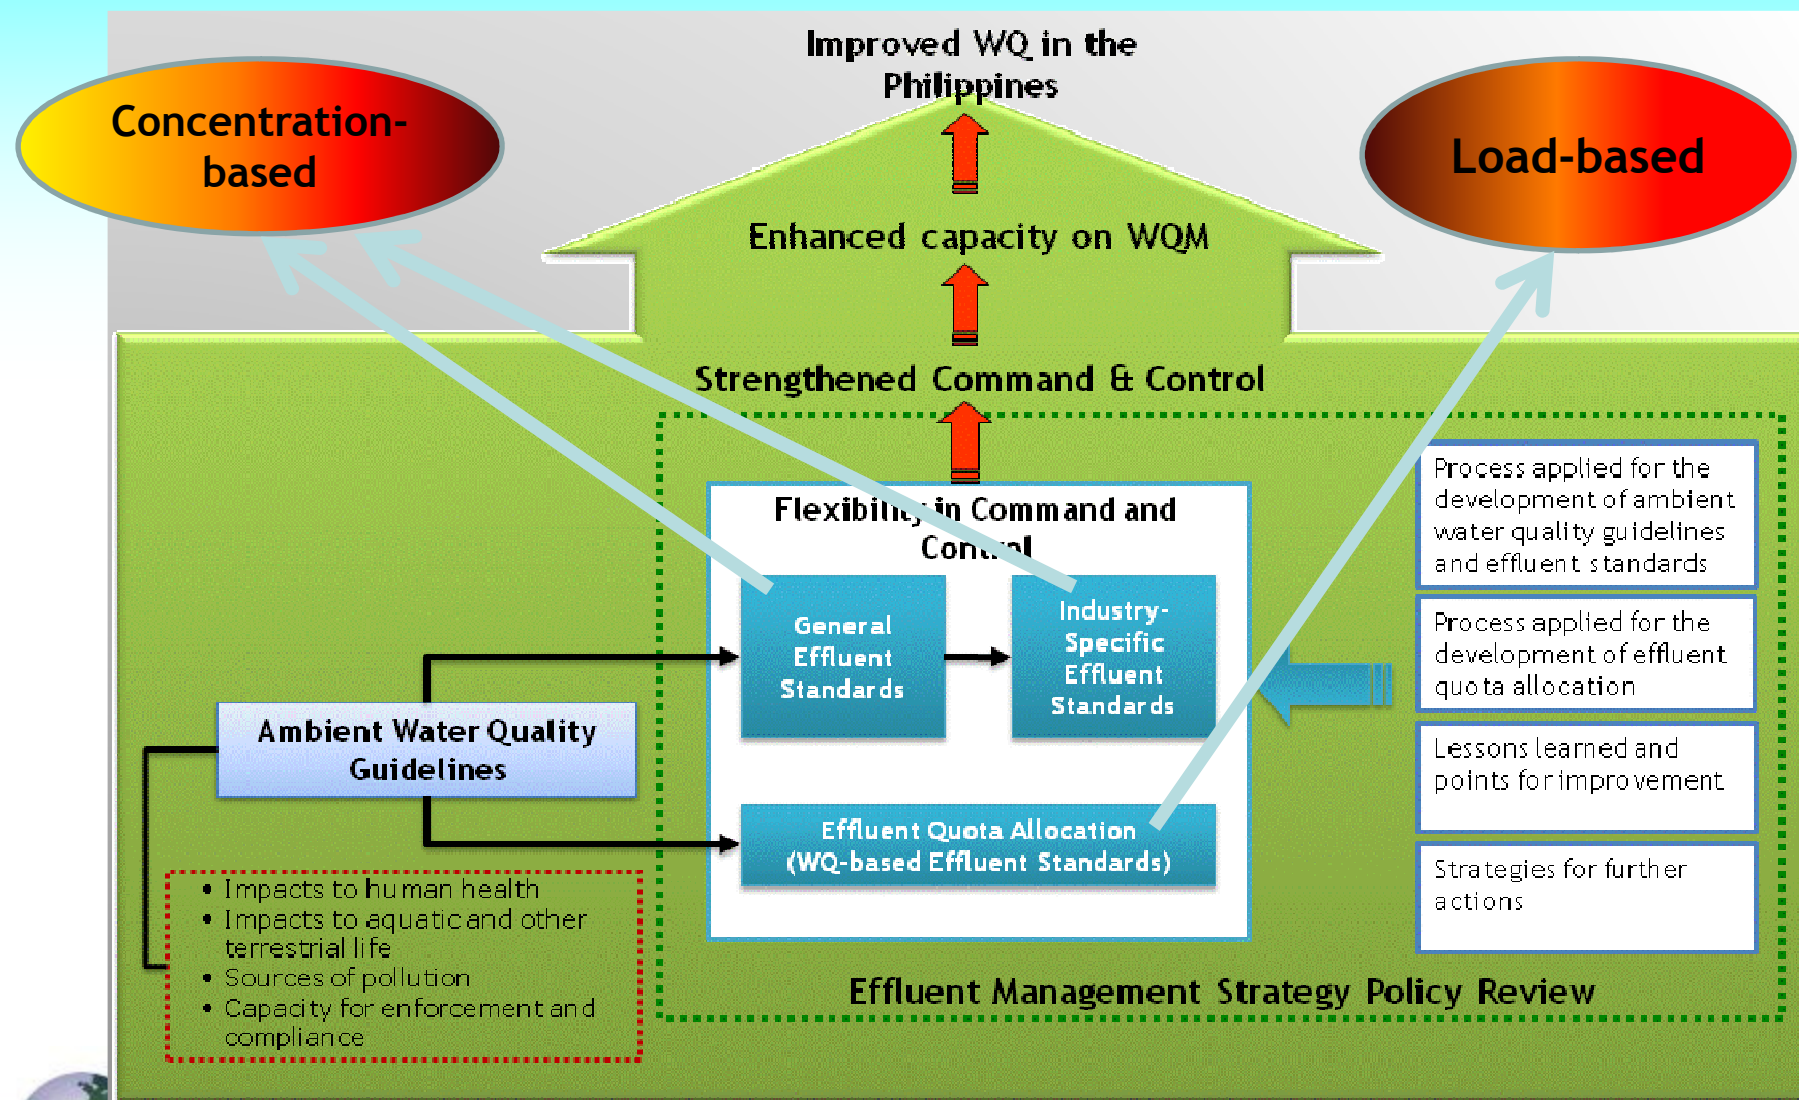 Improved WQ in the
Philippines
Concentration-
based
Load-based
Enhanced capacity on WQM
Strengthened Command & Control
Flexibility in Command and
Control
General
Effluent
Standards
Industry-
Specific
Effluent
Standards
Ambient Water Quality
Guidelines
Effluent Quota Allocation
(WQ-based Effluent Standards)
• Impacts to human health
• Impacts to aquatic and other
terrestrial life
• Sources of pollution
• Capacity for enforcement and
compliance
Process applied for the
development of ambient
water quality guidelines
and effluent standards
Process applied for the
development of effluent
quota allocation
Lessons learned and
points for improvement
Strategies for further
actions
Effluent Management Strategy Policy Review